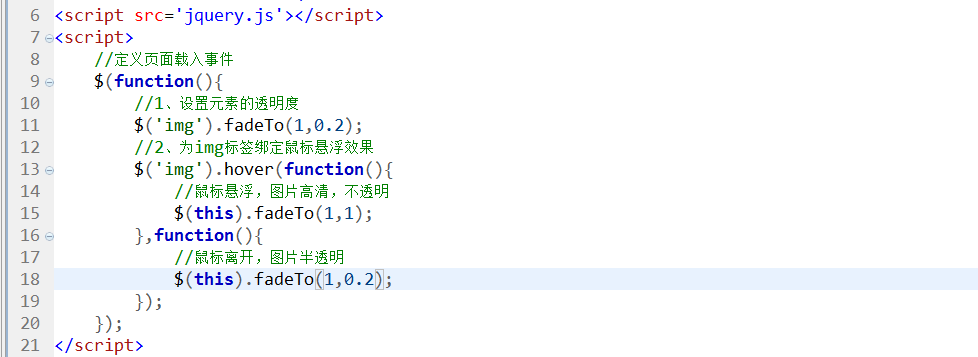 6 <script src='jquery.js'></script>
7 <script>
8 //定义页面载入事件
9 $(function(){
10 //1、设置元素的透明度
11 $('img').fadeTo(1,0.2);
12 //2、为img标签绑定鼠标悬浮效果
13 $('img').hover(function(){
14 //鼠标悬浮，图片高清，不透明
15 $(this).fadeTo(1,1);
16 },function(){
17 //鼠标离开，图片半透明
18 $(this).fadeTo(1,0.2);
19 });
20 });
21 </script>